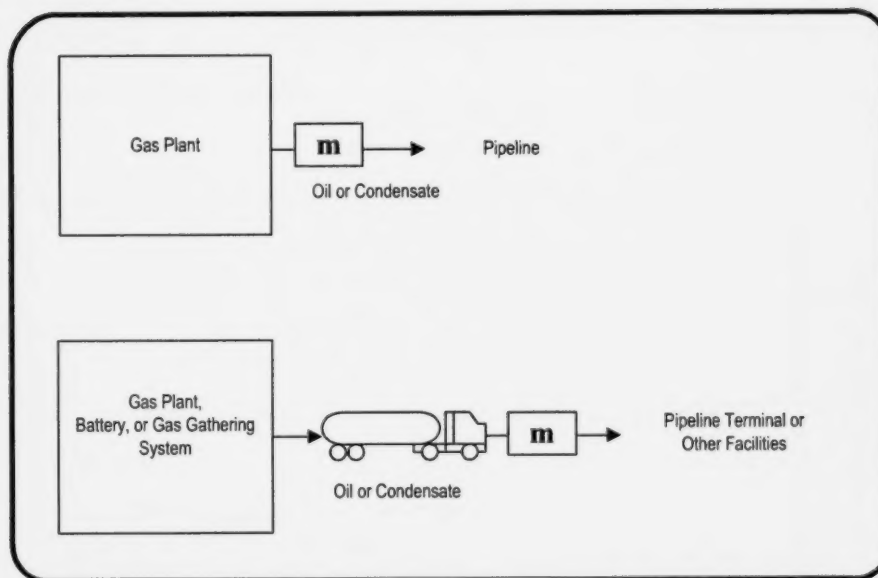 Gas Plant
m
Pipeline
Oil or Condensate
Gas Plant,
Battery, or Gas Gathering
System
m
Pipeline Terminal or
Other Facilities
Oil or Condensate